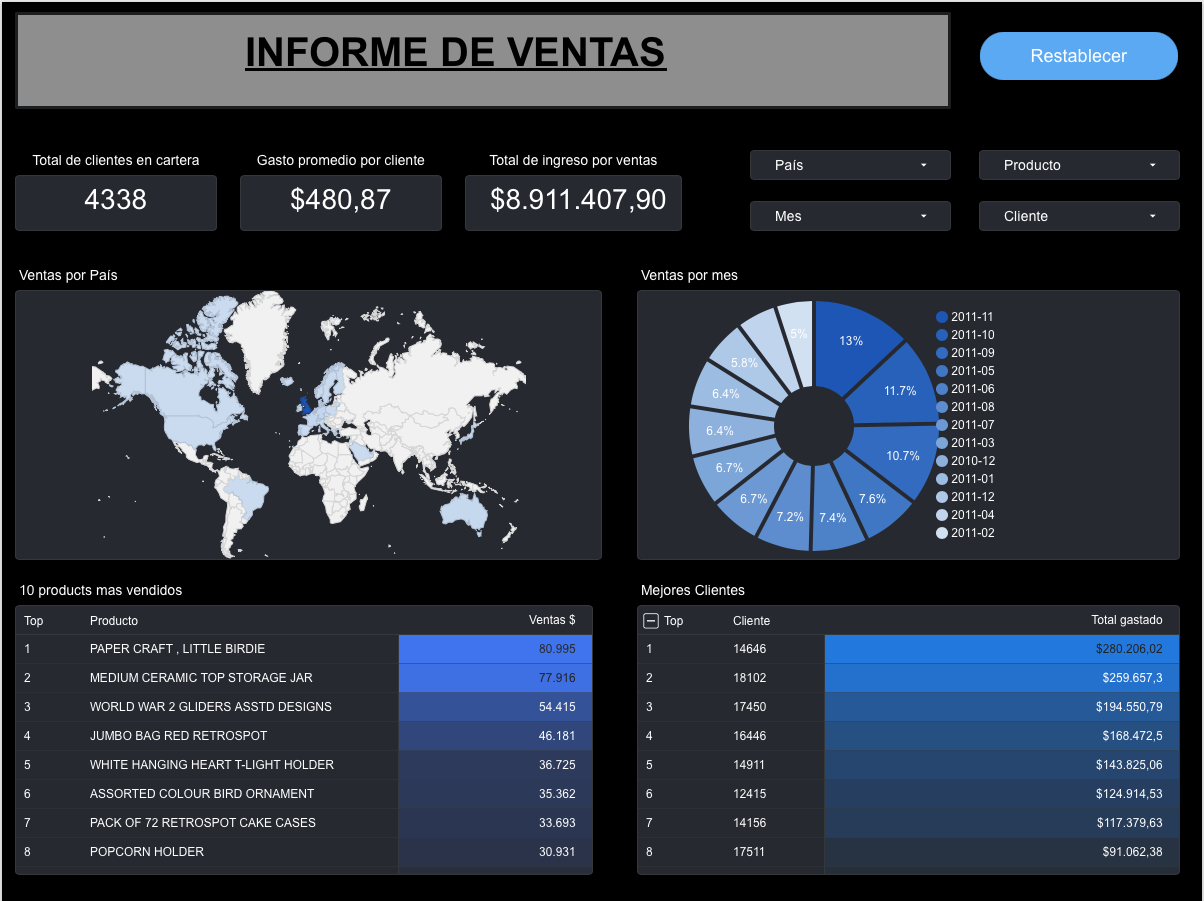 INFORME DE VENTAS
Restablecer
Total de clientes en cartera
4338
Gasto promedio por cliente
$480,87
Total de ingreso por ventas
$8.911.407,90
País
Producto
Mes
Cliente
Ventas por País
Ventas por mes
13%
11.7%
10.7%
7.6%
7.4%
7.2%
6.7%
6.7%
6.4%
6.4%
5.8%
5%
2011-11
2011-10
2011-09
2011-05
2011-06
2011-08
2011-07
2011-03
2010-12
2011-01
2011-12
2011-04
2011-02
10 products mas vendidos
Top Producto Ventas $
1 PAPER CRAFT , LITTLE BIRDIE 80.995
2 MEDIUM CERAMIC TOP STORAGE JAR 77.916
3 WORLD WAR 2 GLIDERS ASSTD DESIGNS 54.415
4 JUMBO BAG RED RETROSPOT 46.181
5 WHITE HANGING HEART T-LIGHT HOLDER 36.725
6 ASSORTED COLOUR BIRD ORNAMENT 35.362
7 PACK OF 72 RETROSPOT CAKE CASES 33.693
8 POPCORN HOLDER 30.931
Mejores Clientes
Top Cliente Total gastado
1 14646 $280.206,02
2 18102 $259.657,3
3 17450 $194.550,79
4 16446 $168.472,5
5 14911 $143.825,06
6 12415 $124.914,53
7 14156 $117.379,63
8 17511 $91.062,38